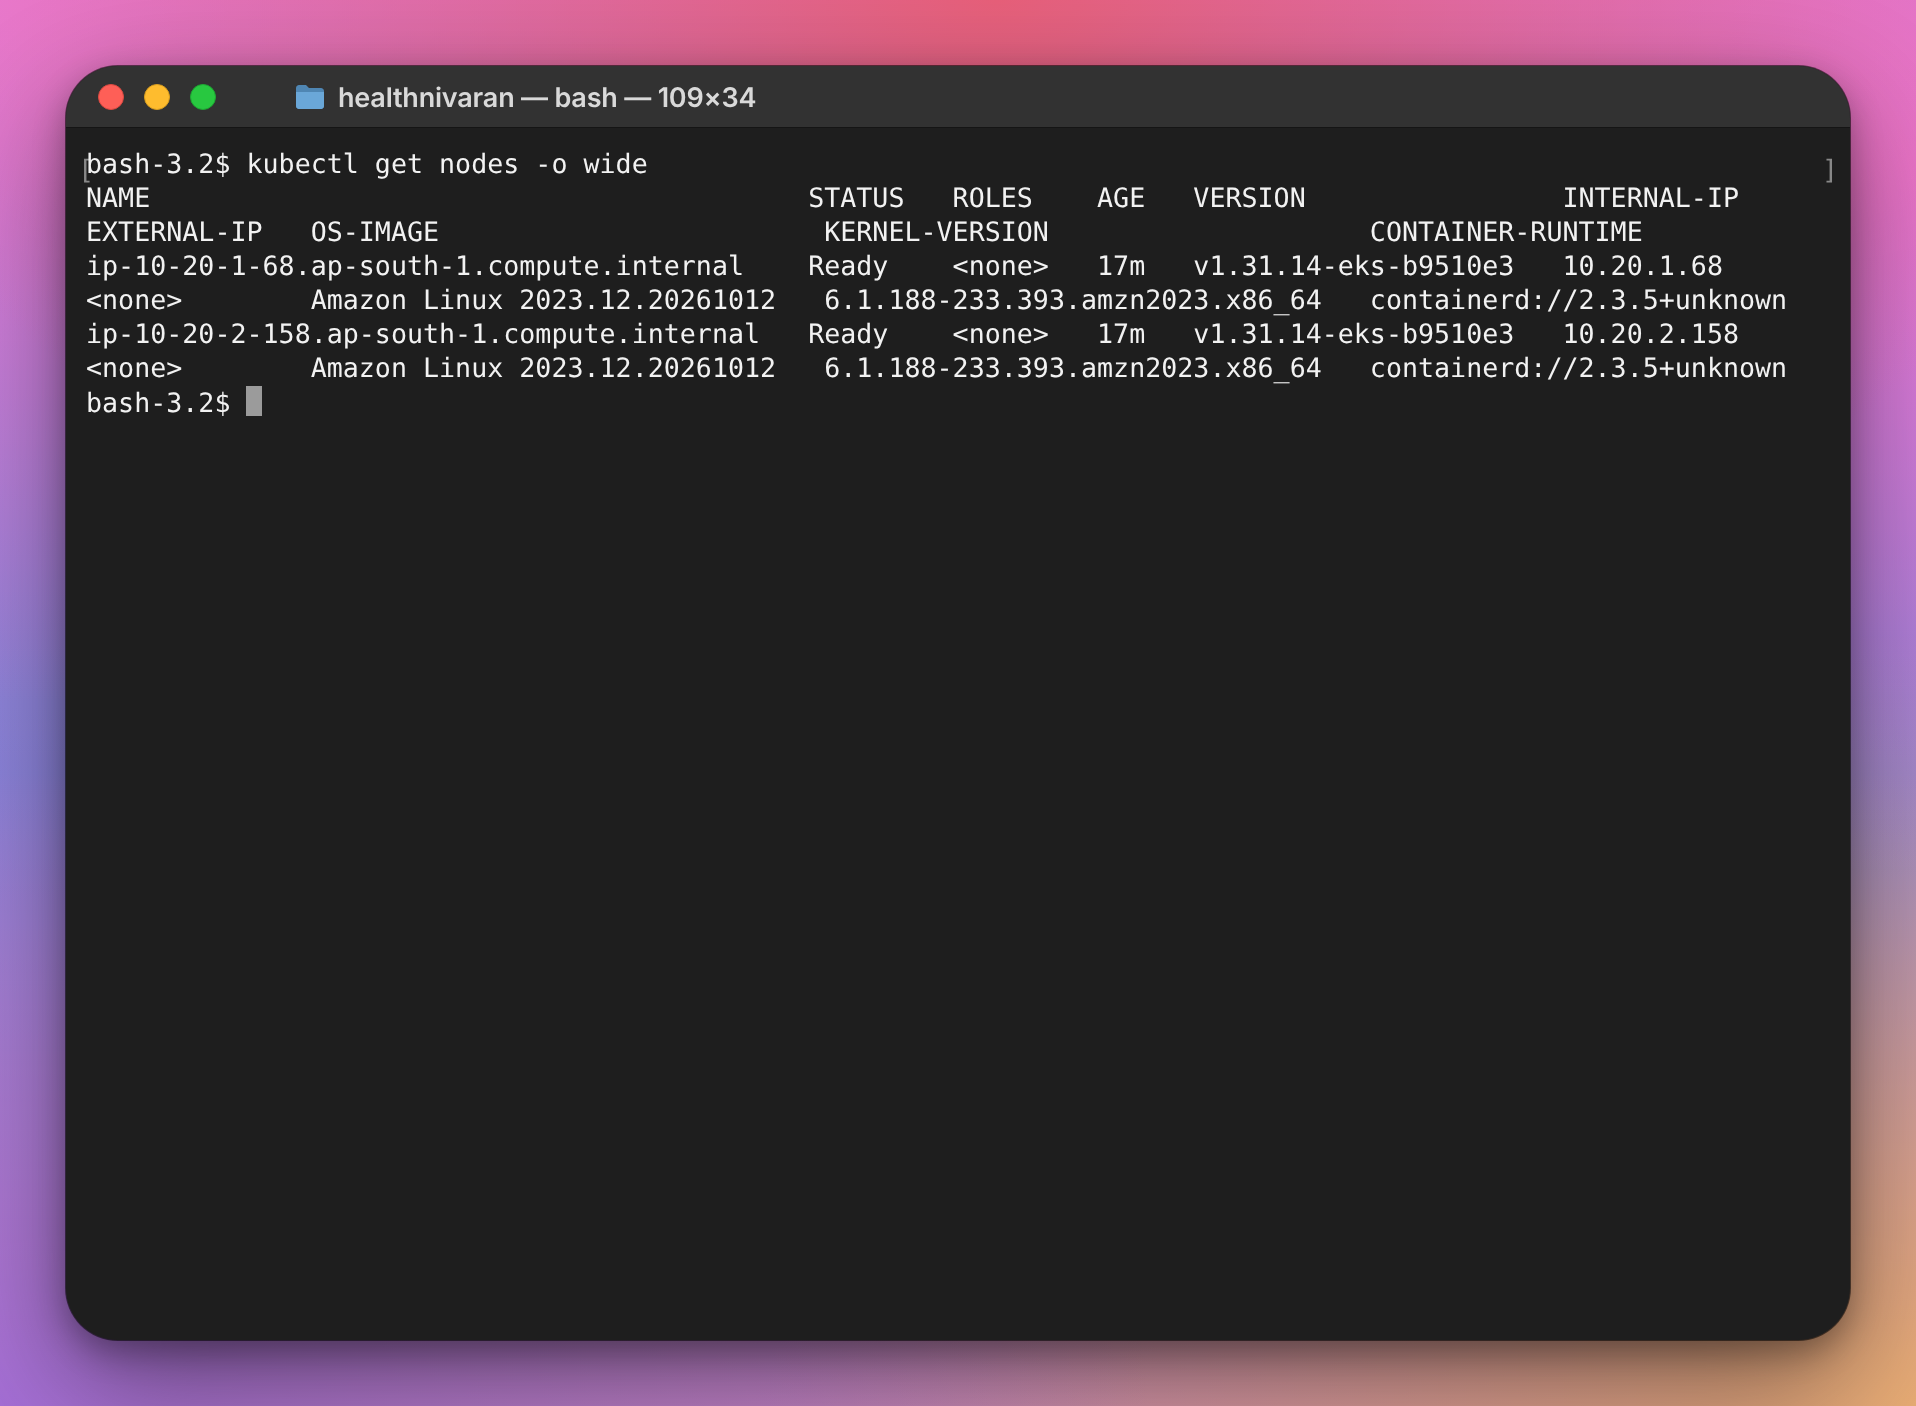 healthnivaran — bash — 109×34
[bash-3.2$ kubectl get nodes -o wide ]
NAME                                         STATUS   ROLES    AGE   VERSION                INTERNAL-IP
EXTERNAL-IP   OS-IMAGE                        KERNEL-VERSION                    CONTAINER-RUNTIME
ip-10-20-1-68.ap-south-1.compute.internal    Ready    <none>   17m   v1.31.14-eks-b9510e3   10.20.1.68
<none>        Amazon Linux 2023.12.20261012   6.1.188-233.393.amzn2023.x86_64   containerd://2.3.5+unknown
ip-10-20-2-158.ap-south-1.compute.internal   Ready    <none>   17m   v1.31.14-eks-b9510e3   10.20.2.158
<none>        Amazon Linux 2023.12.20261012   6.1.188-233.393.amzn2023.x86_64   containerd://2.3.5+unknown
bash-3.2$